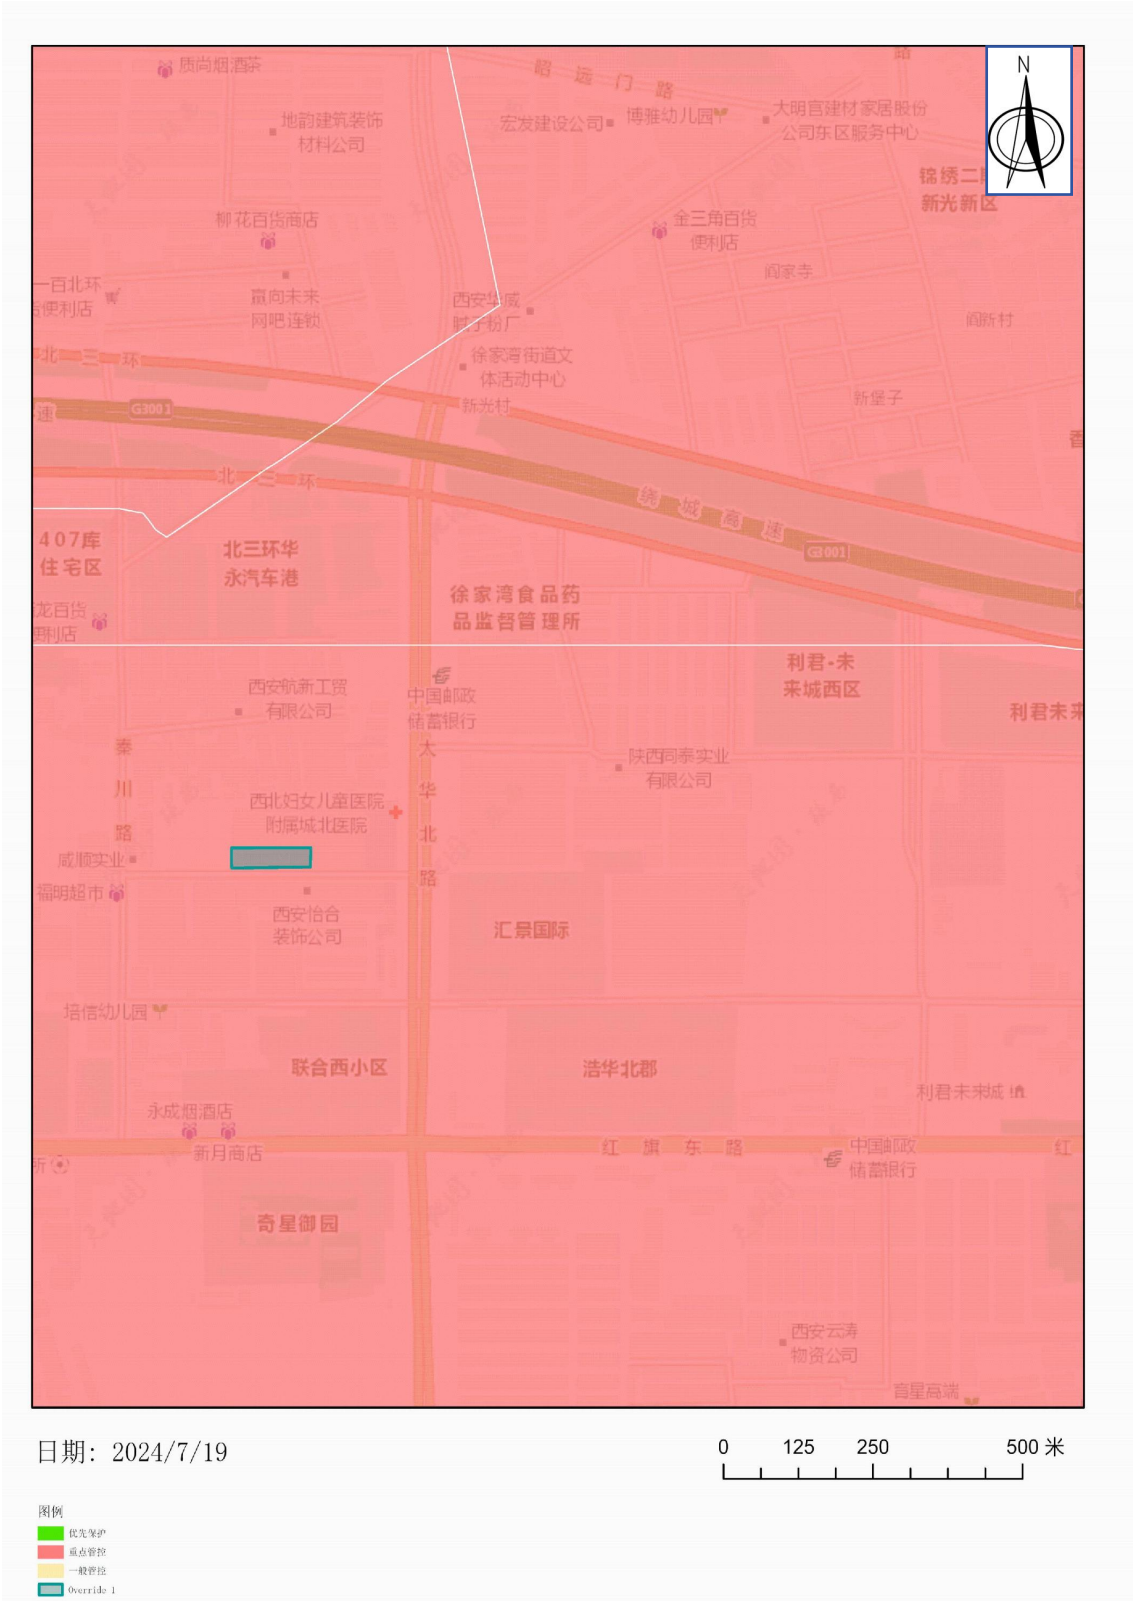 质尚烟酒茶
昭远门路
路
N
地韵建筑装饰
材料公司
宏发建设公司
博雅幼儿园
大明宫建材家居股份
公司东区服务中心
锦绣二
新光新区
柳花百货商店
金三角百货
便利店
阎家寺
一百北环
货便利店
赢向未来
网吧连锁
西安华威
腻子粉厂
阎新村
北三环
徐家湾街道文
体活动中心
新堡子
速
G3001
新光村
香
北三环
绕城高速
G3001
407库
住宅区
北三环华
永汽车港
徐家湾食品药
品监督管理所
龙百货
便利店
利君-未
来城西区
西安航新工贸
有限公司
中国邮政
储蓄银行
利君未来
秦川路
太华北路
陕西同泰实业
有限公司
西北妇女儿童医院
附属城北医院
咸顺实业
福明超市
西安怡合
装饰公司
汇景国际
培信幼儿园
联合西小区
浩华北郡
利君未来城
永成烟酒店
新月商店
红旗东路
中国邮政
储蓄银行
红
所
奇星御园
西安云涛
物资公司
首星高端
日期: 2024/7/19
0 125 250 500 米
图例
优先保护
重点管控
一般管控
Override 1